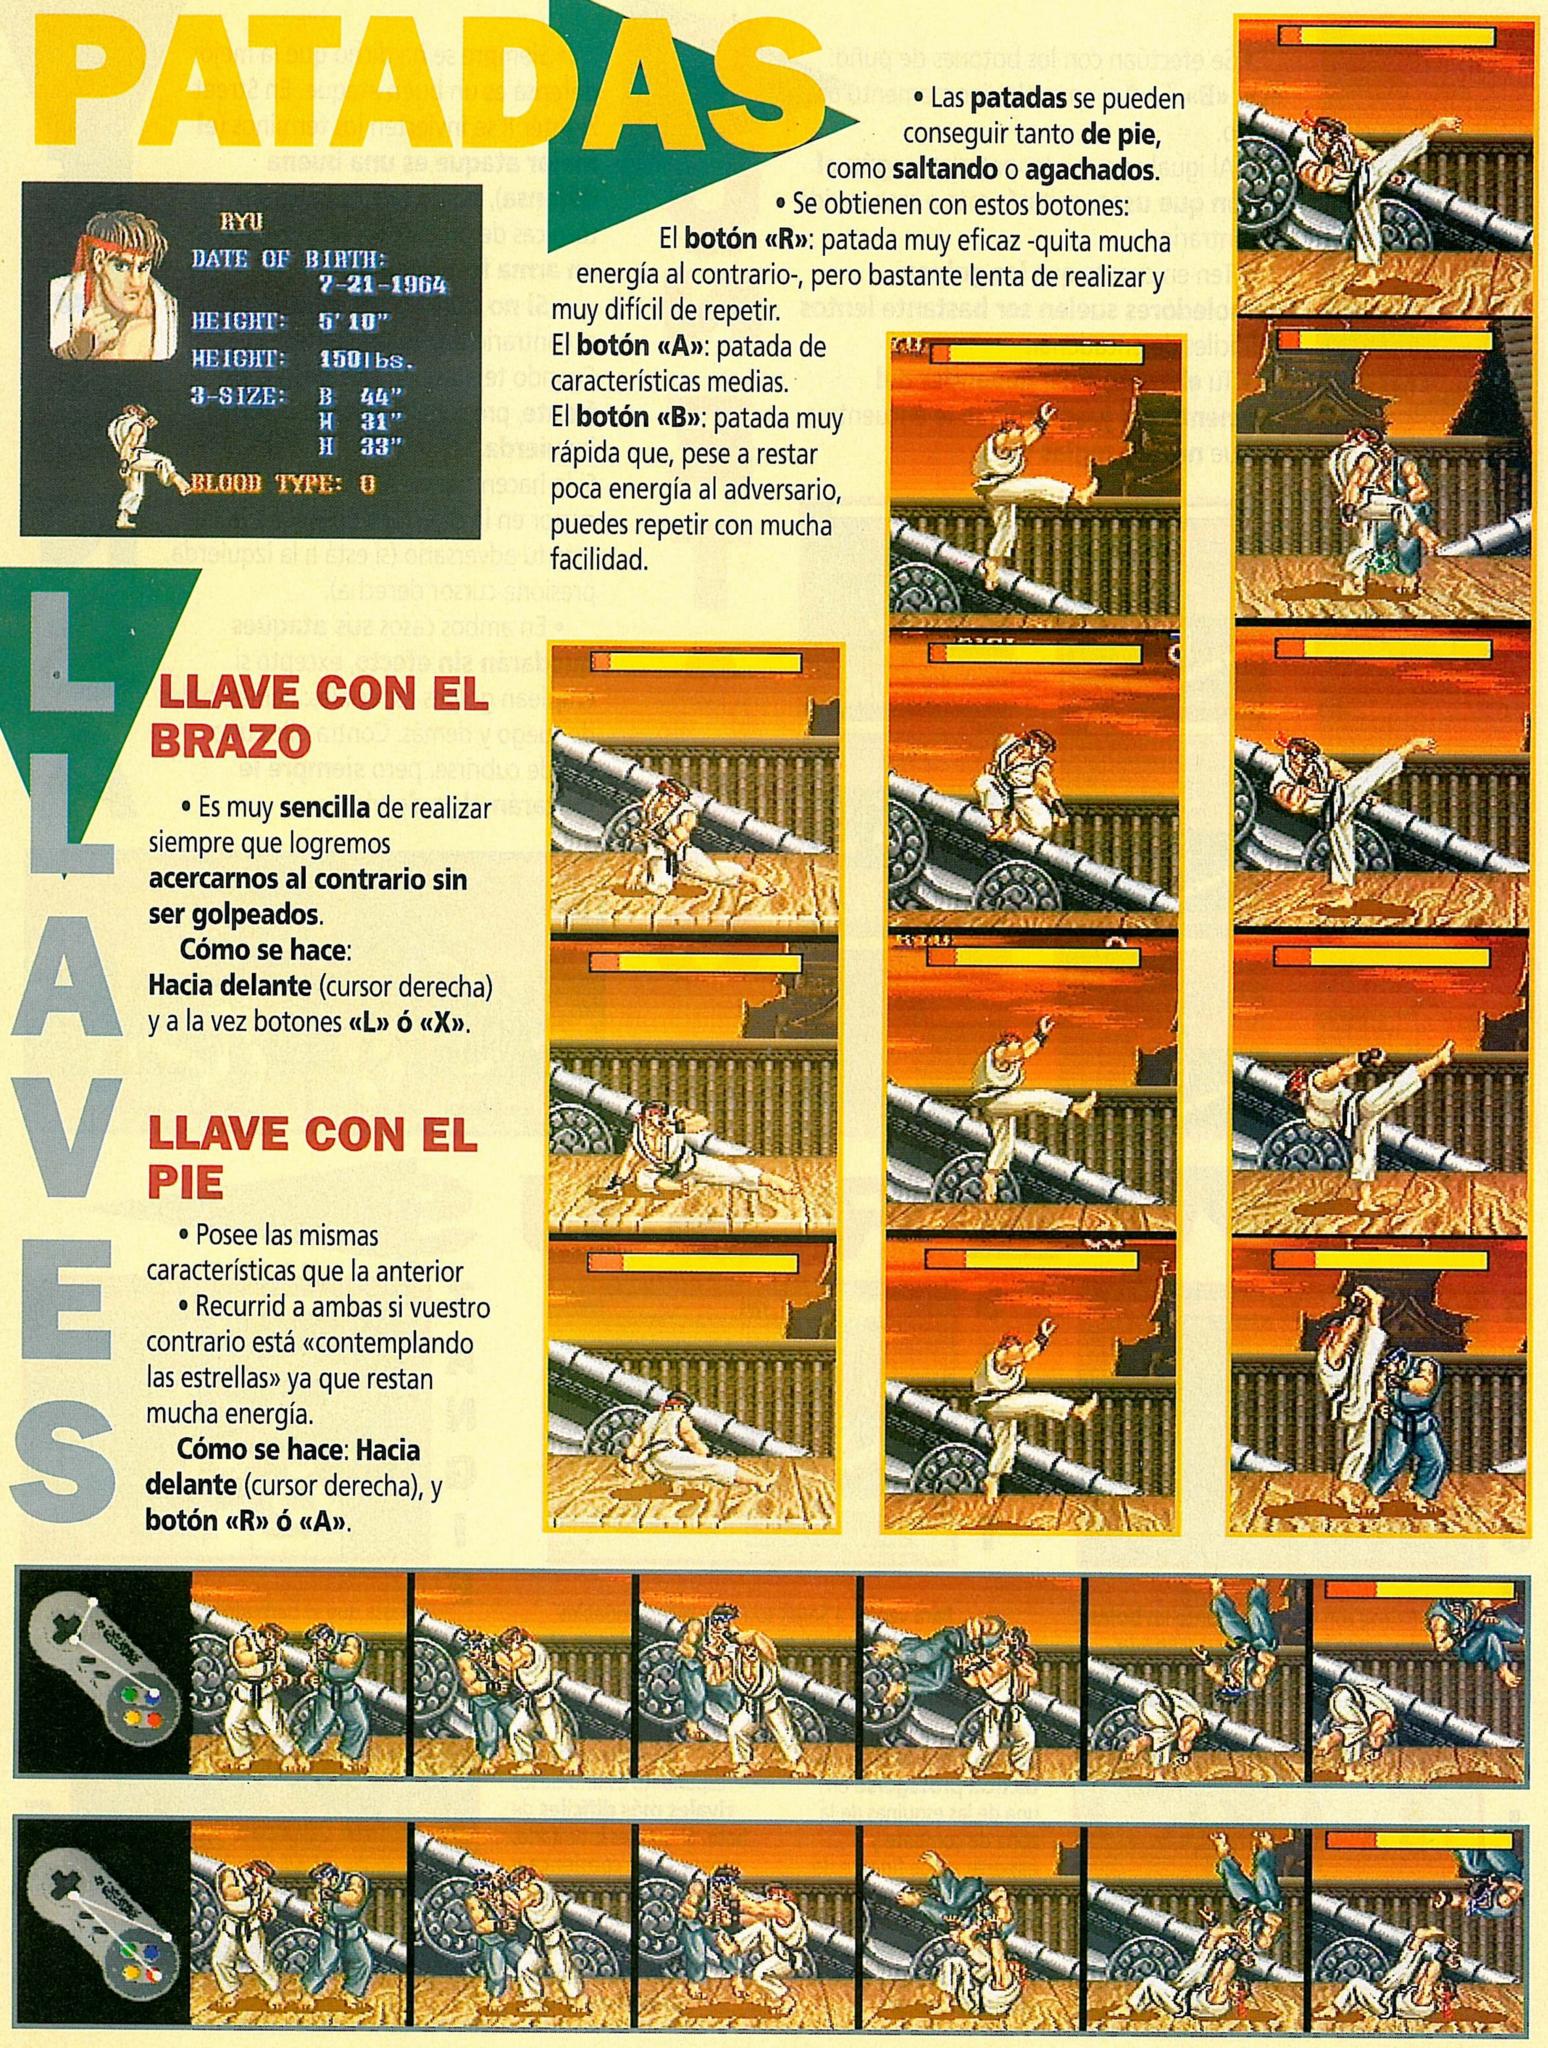 PATADAS
• Las patadas se pueden
conseguir tanto de pie,
como saltando o agachados.
• Se obtienen con estos botones:
El botón «R»: patada muy eficaz -quita mucha
energía al contrario-, pero bastante lenta de realizar y
muy difícil de repetir.
El botón «A»: patada de
características medias.
El botón «B»: patada muy
rápida que, pese a restar
poca energía al adversario,
puedes repetir con mucha
facilidad.
RYU
DATE OF BIRTH:
7-21-1964
HEIGHT: 5'10"
WEIGHT: 150lbs.
3-SIZE: B 44"
W 31"
H 33"
BLOOD TYPE: O
LLAVES
LLAVE CON EL
BRAZO
• Es muy sencilla de realizar
siempre que logremos
acercarnos al contrario sin
ser golpeados.
Cómo se hace:
Hacia delante (cursor derecha)
y a la vez botones «L» ó «X».
LLAVE CON EL
PIE
• Posee las mismas
características que la anterior
• Recurrid a ambas si vuestro
contrario está «contemplando
las estrellas» ya que restan
mucha energía.
Cómo se hace: Hacia
delante (cursor derecha), y
botón «R» ó «A».